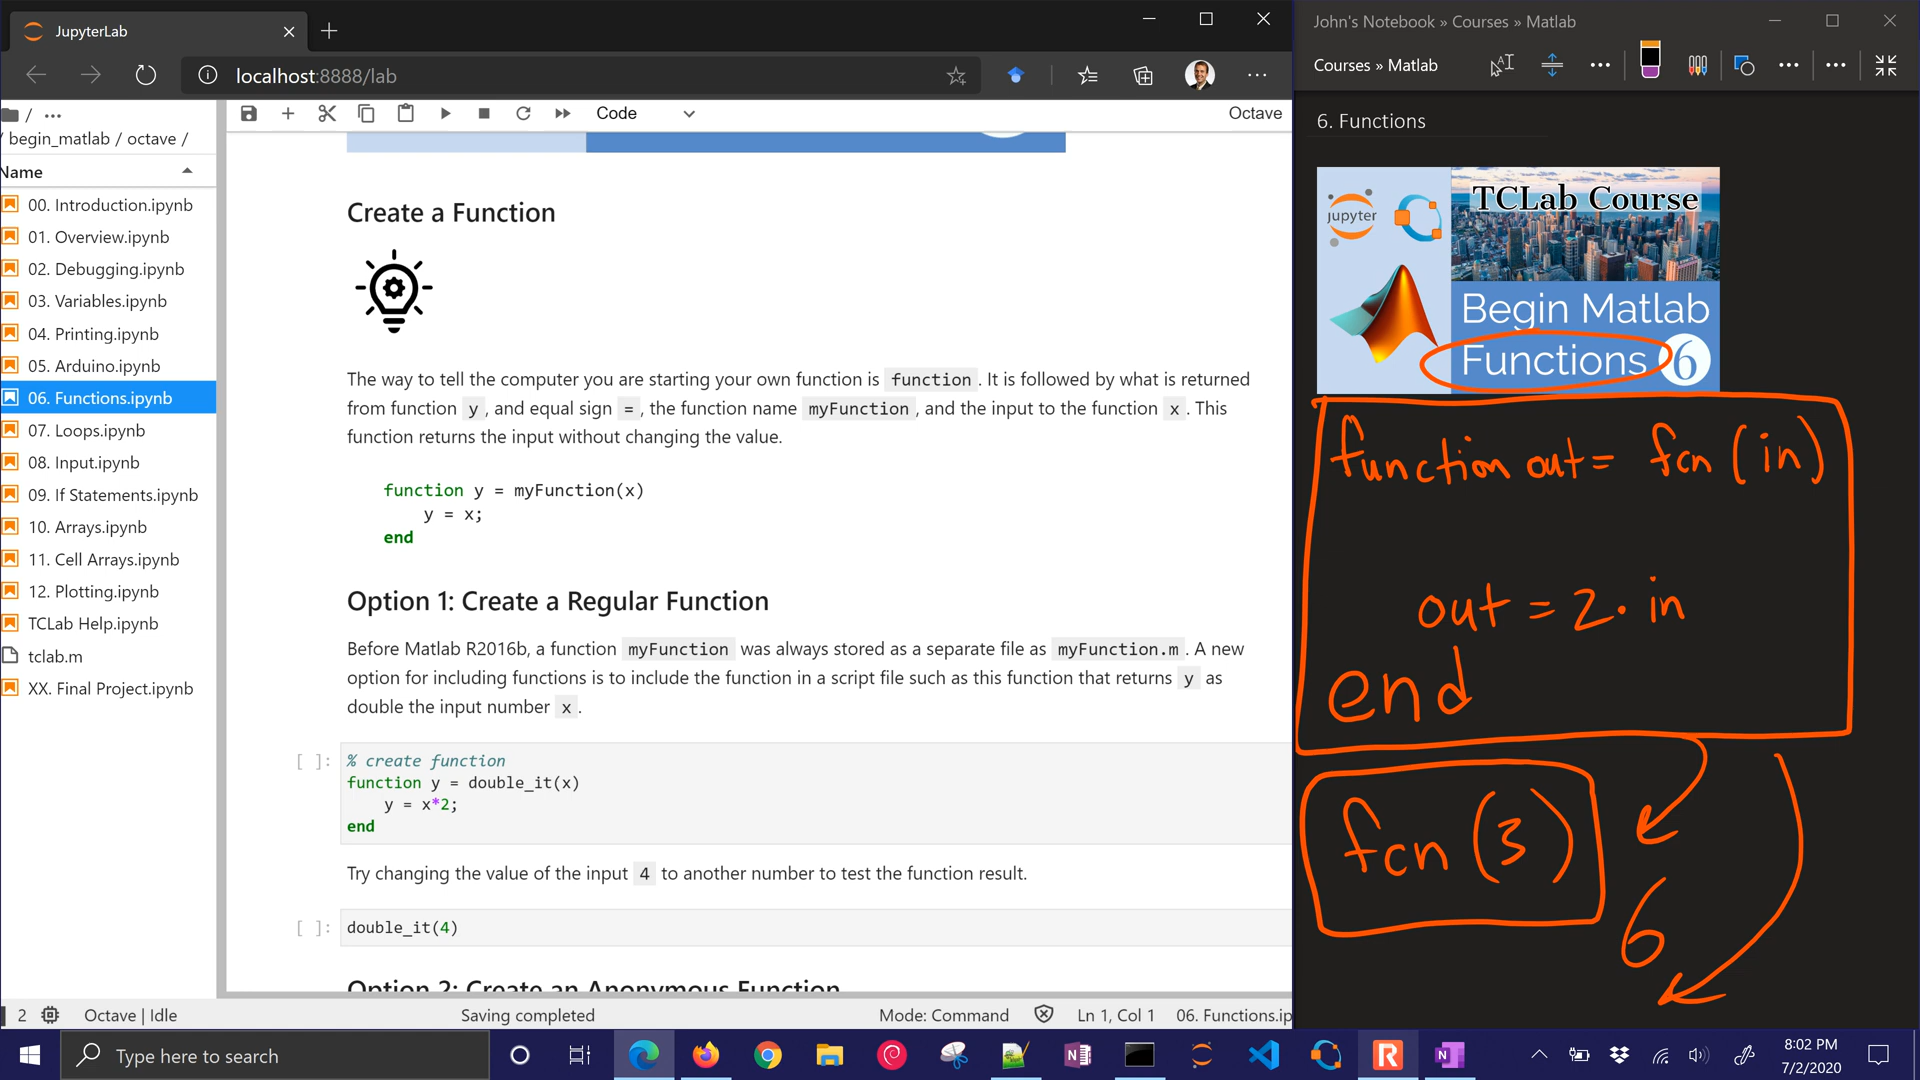 JupyterLab
localhost:8888/lab
/ ···
/ begin_matlab / octave /
Name
00. Introduction.ipynb
01. Overview.ipynb
02. Debugging.ipynb
03. Variables.ipynb
04. Printing.ipynb
05. Arduino.ipynb
06. Functions.ipynb
07. Loops.ipynb
08. Input.ipynb
09. If Statements.ipynb
10. Arrays.ipynb
11. Cell Arrays.ipynb
12. Plotting.ipynb
TCLab Help.ipynb
tclab.m
XX. Final Project.ipynb
Code
Octave
Create a Function
The way to tell the computer you are starting your own function is function. It is followed by what is returned
from function y, and equal sign =, the function name myFunction, and the input to the function x. This
function returns the input without changing the value.
function y = myFunction(x)
y = x;
end
Option 1: Create a Regular Function
Before Matlab R2016b, a function myFunction was always stored as a separate file as myFunction.m. A new
option for including functions is to include the function in a script file such as this function that returns y as
double the input number x.
[ ]: % create function
function y = double_it(x)
y = x*2;
end
Try changing the value of the input 4 to another number to test the function result.
[ ]: double_it(4)
Option 2: Create an Anonymous Function
2 Octave | Idle Saving completed Mode: Command Ln 1, Col 1 06. Functions.ip
John's Notebook » Courses » Matlab
Courses » Matlab
6. Functions
jupyter
TCLab Course
Begin Matlab
Functions 6
function out = fcn (in)
out = 2 · in
end
fcn (3)
6
Type here to search
8:02 PM
7/2/2020